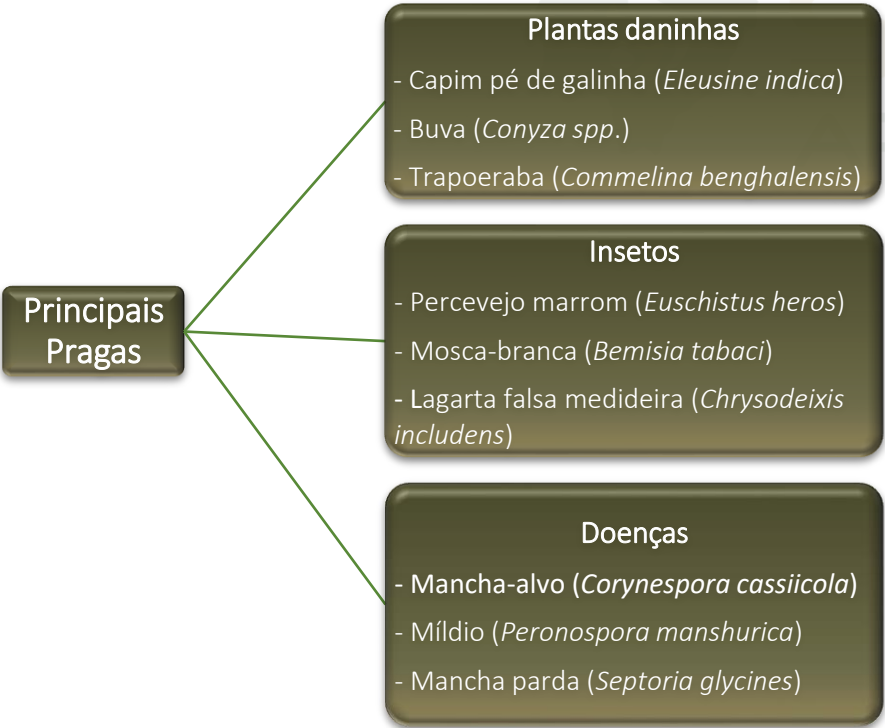 Principais
Pragas
Plantas daninhas
- Capim pé de galinha (Eleusine indica)
- Buva (Conyza spp.)
- Trapoeraba (Commelina benghalensis)
Insetos
- Percevejo marrom (Euschistus heros)
- Mosca-branca (Bemisia tabaci)
- Lagarta falsa medideira (Chrysodeixis
includens)
Doenças
- Mancha-alvo (Corynespora cassiicola)
- Míldio (Peronospora manshurica)
- Mancha parda (Septoria glycines)